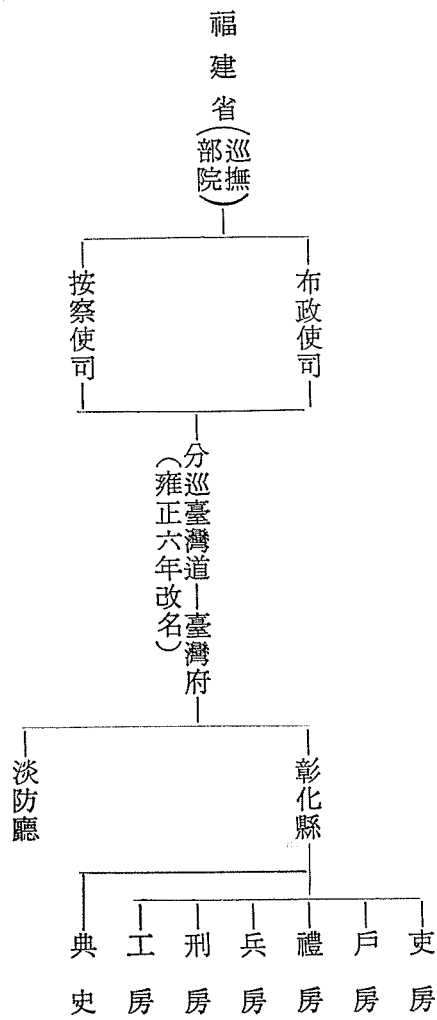 福建省(巡撫部院)
布政使司
按察使司
分巡臺灣道—臺灣府
(雍正六年改名)
彰化縣
淡防廳
吏房
戶房
禮房
兵房
刑房
工房
典史